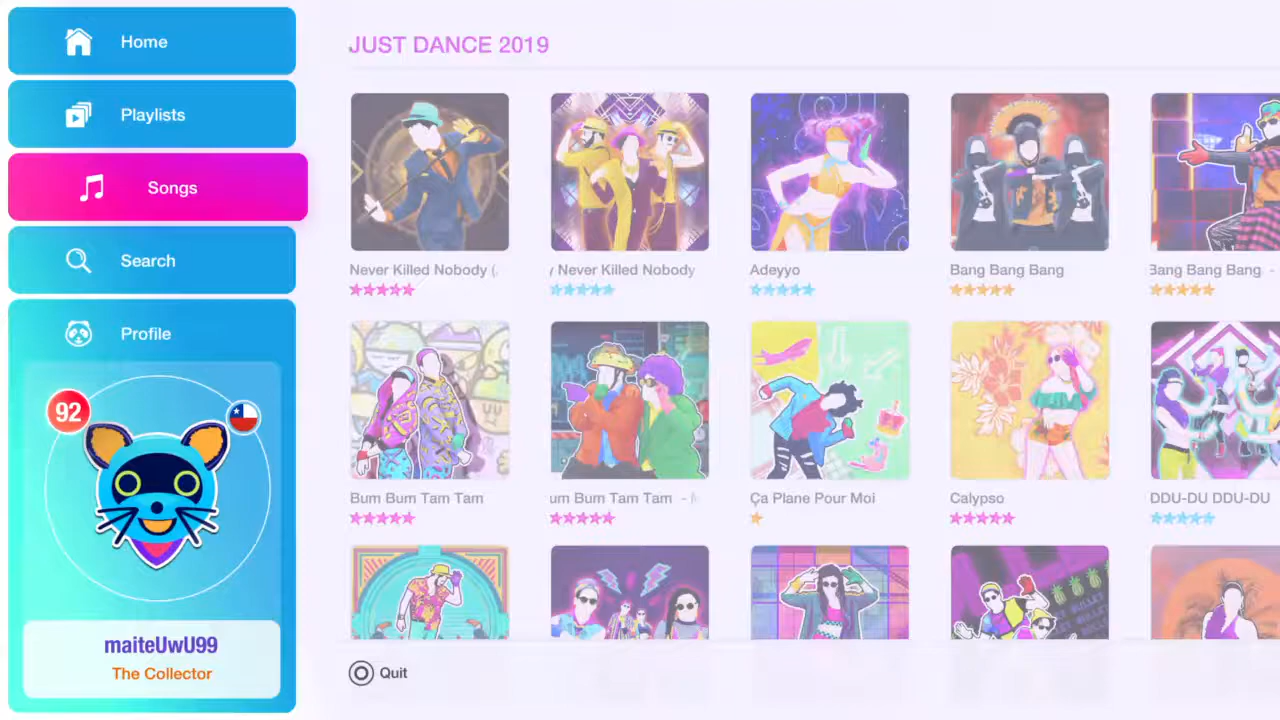 Home
Playlists
Songs
Search
Profile
92
maiteUwU99
The Collector
JUST DANCE 2019
Never Killed Nobody (.
y Never Killed Nobody
Adeyyo
Bang Bang Bang
Bang Bang Bang -
Bum Bum Tam Tam
um Bum Tam Tam -
Ça Plane Pour Moi
Calypso
DDU-DU DDU-DU
Quit